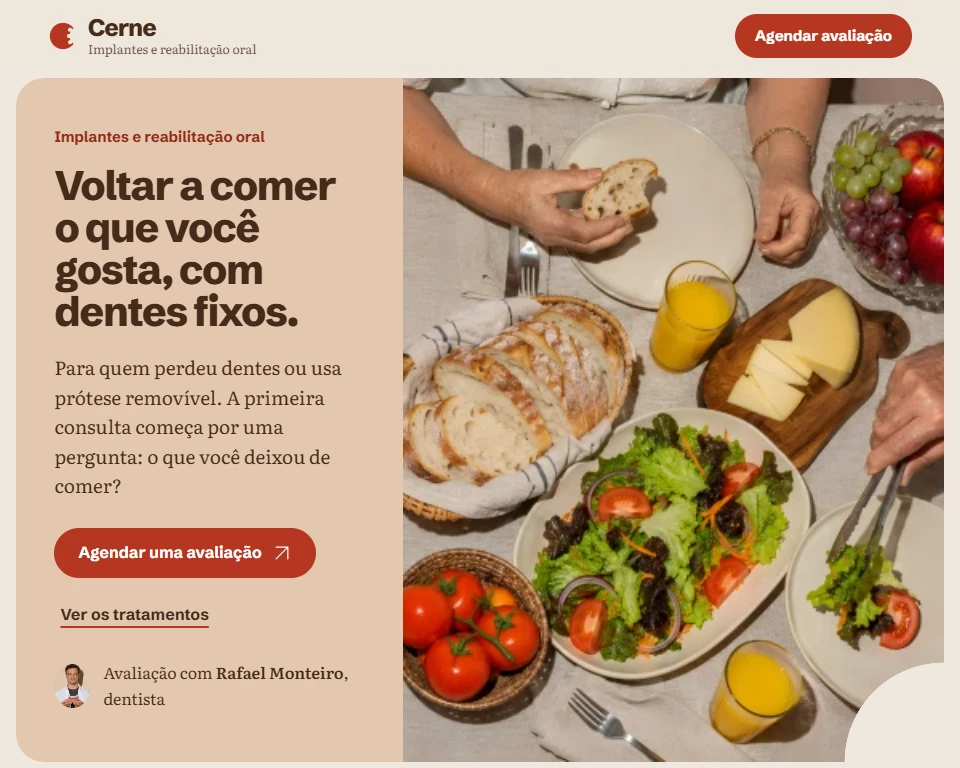 Cerne
Implantes e reabilitação oral
Agendar avaliação
Implantes e reabilitação oral
Voltar a comer
o que você
gosta, com
dentes fixos.
Para quem perdeu dentes ou usa
prótese removível. A primeira
consulta começa por uma
pergunta: o que você deixou de
comer?
Agendar uma avaliação
Ver os tratamentos
Avaliação com Rafael Monteiro,
dentista